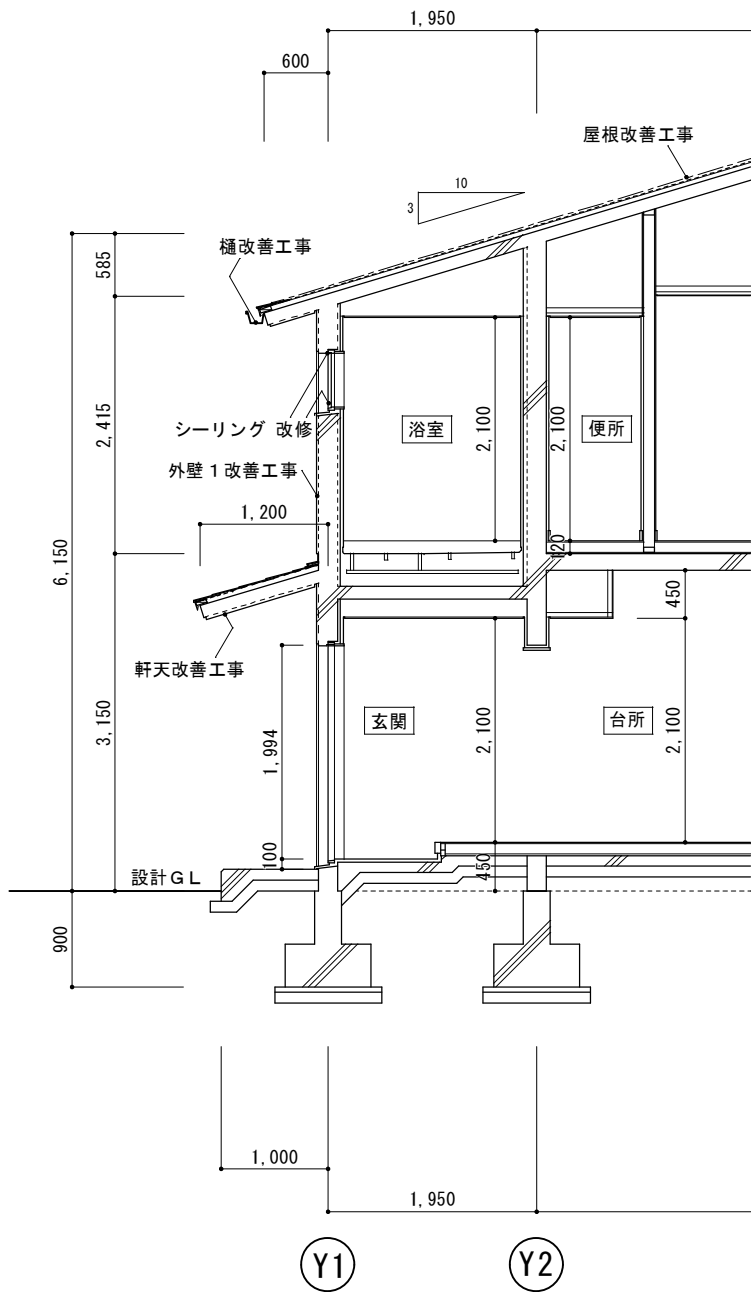 1,950
600
屋根改善工事
10
3
樋改善工事
585
シーリング 改修
浴室
2,100
2,100
便所
2,415
外壁1改善工事
1,200
6,150
120
450
軒天改善工事
3,150
1,994
玄関
2,100
台所
2,100
100
450
設計GL
900
1,000
1,950
Y1
Y2